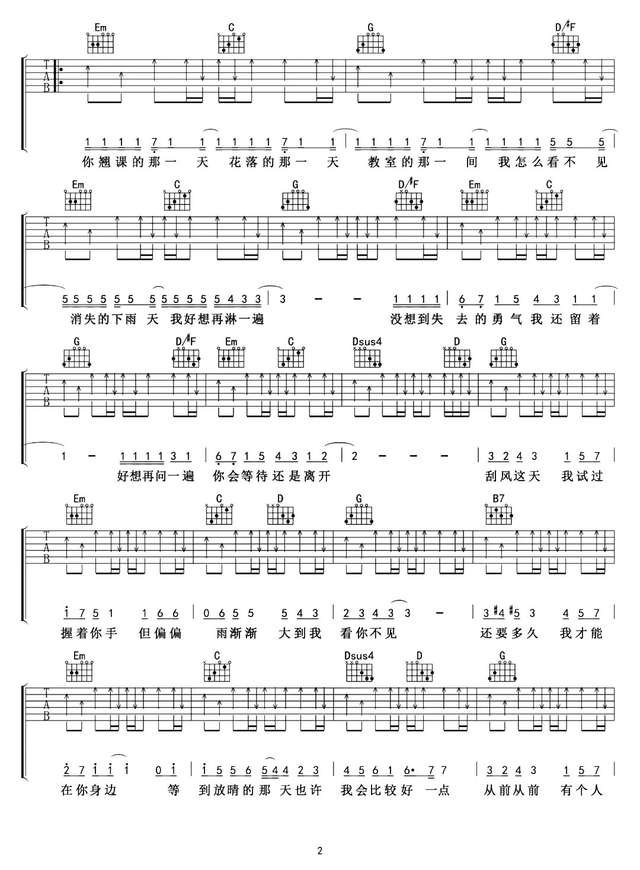 Em C G D/#F
T A B
1 1 1 1 7 1 1 1 1 1 1 7 1 1 1 1 1 1 7 1 1 1 1 1 5 5 5
你翘课的那一天 花落的那一天 教室的那一间 我怎么看不见
Em C G D/#F Em C
T A B
5 5 5 5 5 5 5 5 5 5 5 4 3 3 3 - - 1 1 1 1 6 7 1 5 4 3 1 1
消失的下雨天 我好想再淋一遍 没想到失去的勇气我还留着
G D/#F Em C Dsus4 D G
T A B
1 - 1 1 1 1 3 1 6 7 1 5 4 3 1 2 2 - - 3 2 4 3 1 5 7
好想再问一遍 你会等待还是离开 刮风这天 我试过
Em C D G B7
T A B
1 7 5 1 1 6 6 0 6 5 5 5 4 3 2 3 4 3 3 - 3 #4 #5 3 4 5 7
握着你手 但偏偏 雨渐渐 大到我 看你不见 还要多久 我才能
Em C Dsus4 D G
T A B
2 7 1 1 1 0 1 1 5 5 6 5 5 4 4 3 4 5 6 5 1 6· 7 7 3 2 4 3 1 5 7
在你身边 等到放晴的那天也许 我会比较好一点 从前从前 有个人
2